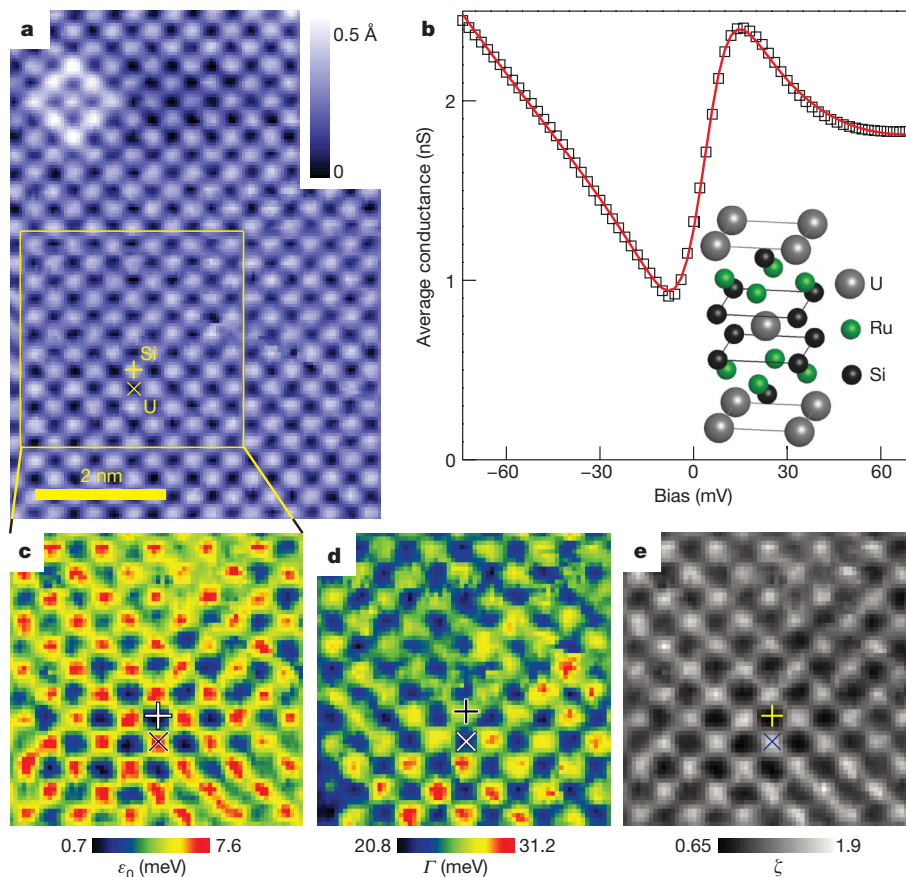 a
0.5 Å
0
Si
U
2 nm
b
Average conductance (nS)
2
1
0
−60
−30
0
30
60
Bias (mV)
U
Ru
Si
c
0.7
7.6
ε0 (meV)
d
20.8
31.2
Γ (meV)
e
0.65
1.9
ζ